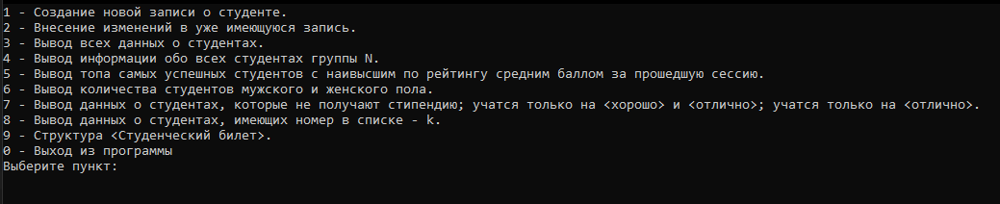 1 - Создание новой записи о студенте.
2 - Внесение изменений в уже имеющуюся запись.
3 - Вывод всех данных о студентах.
4 - Вывод информации обо всех студентах группы N.
5 - Вывод топа самых успешных студентов с наивысшим по рейтингу средним баллом за прошедшую сессию.
6 - Вывод количества студентов мужского и женского пола.
7 - Вывод данных о студентах, которые не получают стипендию; учатся только на <хорошо> и <отлично>; учатся только на <отлично>.
8 - Вывод данных о студентах, имеющих номер в списке - k.
9 - Структура <Студенческий билет>.
0 - Выход из программы
Выберите пункт: